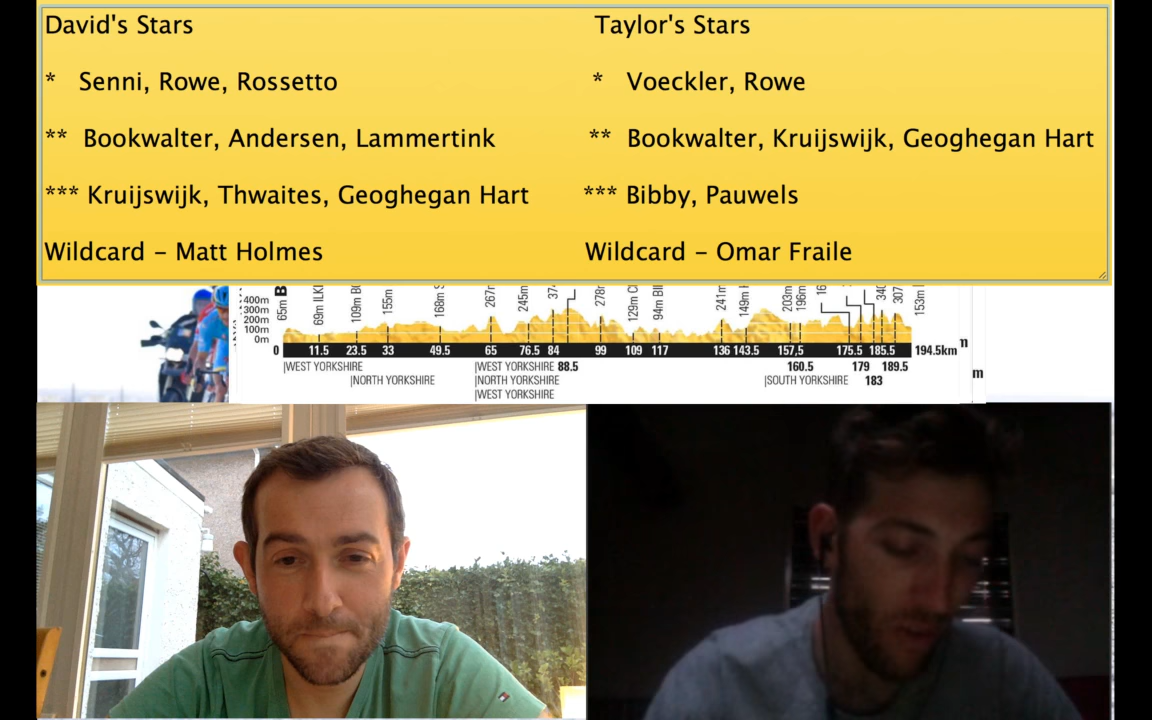 David's Stars
Taylor's Stars
* Senni, Rowe, Rossetto
* Voeckler, Rowe
** Bookwalter, Andersen, Lammertink
** Bookwalter, Kruijswijk, Geoghegan Hart
*** Kruijswijk, Thwaites, Geoghegan Hart
*** Bibby, Pauwels
Wildcard – Matt Holmes
Wildcard – Omar Fraile
400m
300m
200m
100m
0m
65m B
69m ILKL
109m
155m
168m
267m
245m
374
278m
129m
94m
241m
149m
203m
196m
16
340
307
153m
0 11.5 23.5 33 49.5 65 76.5 84 99 109 117 136 143.5 157,5 175.5 185.5 194.5km
|WEST YORKSHIRE |WEST YORKSHIRE 88.5 160.5 179 189.5
|NORTH YORKSHIRE |NORTH YORKSHIRE |SOUTH YORKSHIRE 183
|WEST YORKSHIRE
m
m